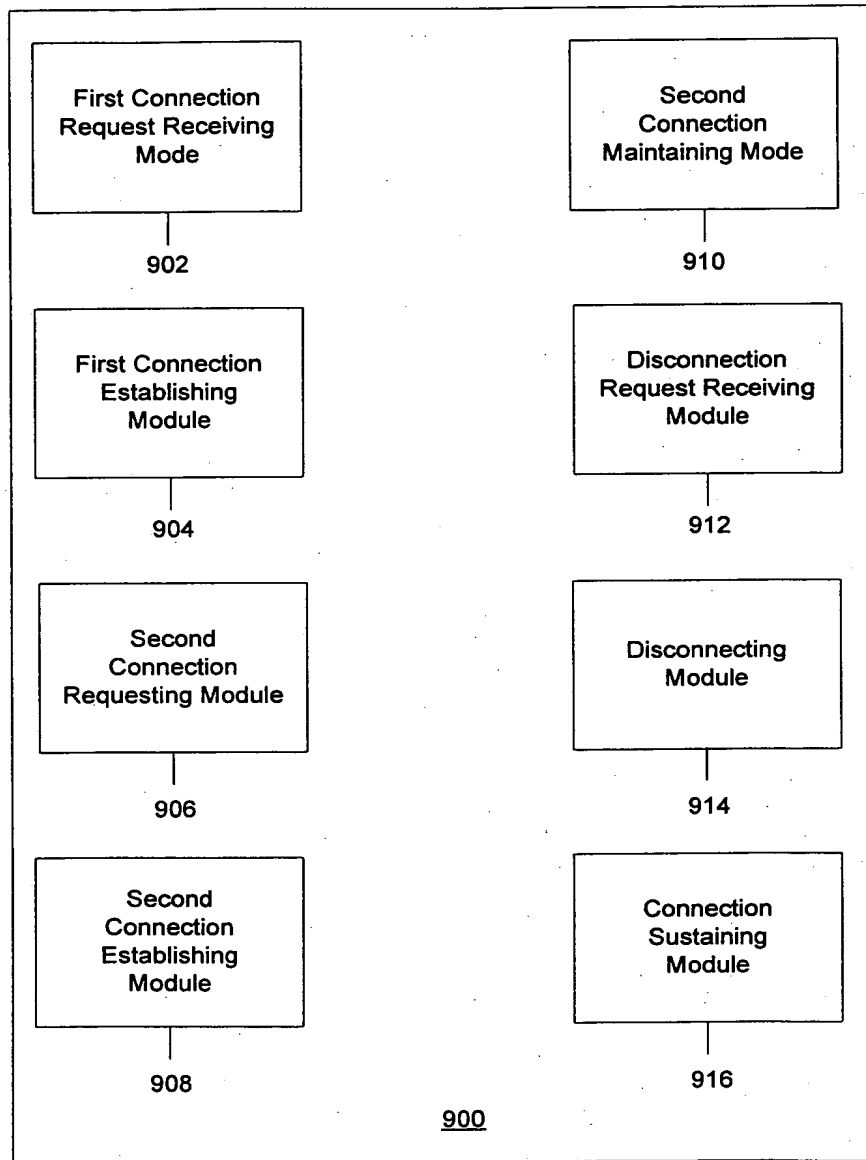 First Connection
Request Receiving
Mode
902
First Connection
Establishing
Module
904
Second
Connection
Requesting Module
906
Second
Connection
Establishing
Module
908
Second
Connection
Maintaining Mode
910
Disconnection
Request Receiving
Module
912
Disconnecting
Module
914
Connection
Sustaining
Module
916
900